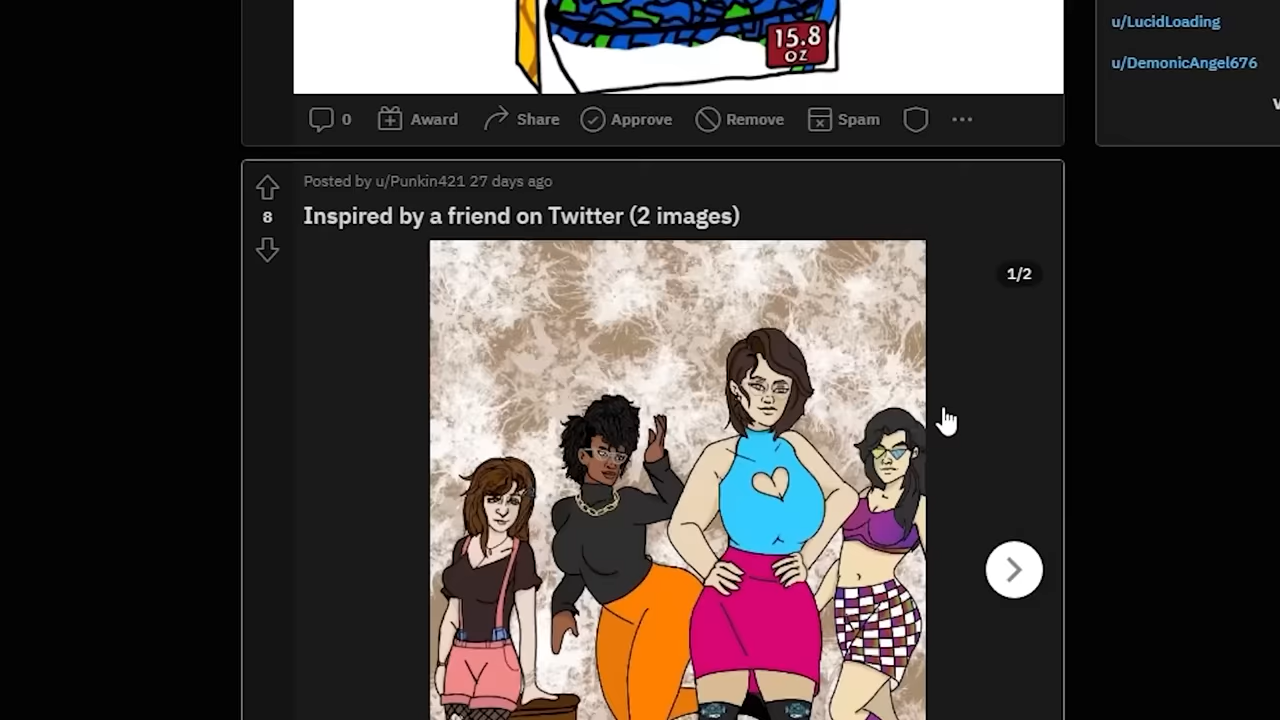 15.8
OZ
u/LucidLoading
u/DemonicAngel676
0 Award Share Approve Remove Spam
Posted by u/Punkin421 27 days ago
8
Inspired by a friend on Twitter (2 images)
1/2